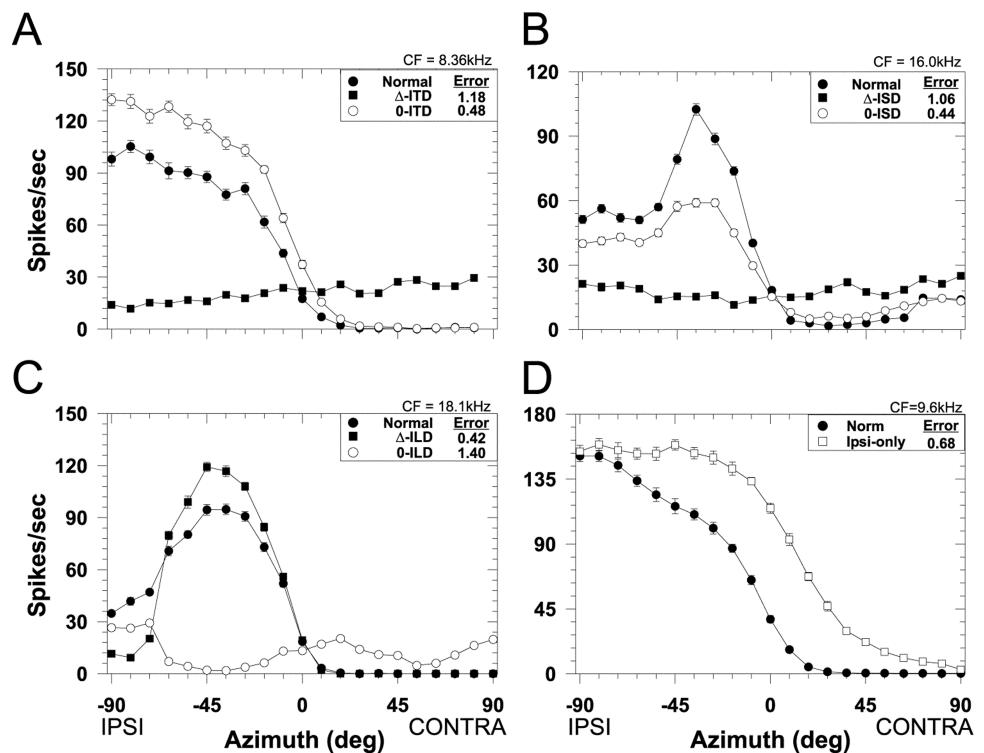 A
CF = 8.36kHz
Normal Error
Δ-ITD 1.18
0-ITD 0.48
150
120
90
60
30
0
Spikes/sec
B
CF = 16.0kHz
Normal Error
Δ-ISD 1.06
0-ISD 0.44
120
90
60
30
0
C
CF = 18.1kHz
Normal Error
Δ-ILD 0.42
0-ILD 1.40
150
120
90
60
30
0
Spikes/sec
-90 -45 0 45 90
IPSI CONTRA
Azimuth (deg)
D
CF=9.6kHz
Norm Error
Ipsi-only 0.68
180
135
90
45
0
-90 -45 0 45 90
IPSI CONTRA
Azimuth (deg)